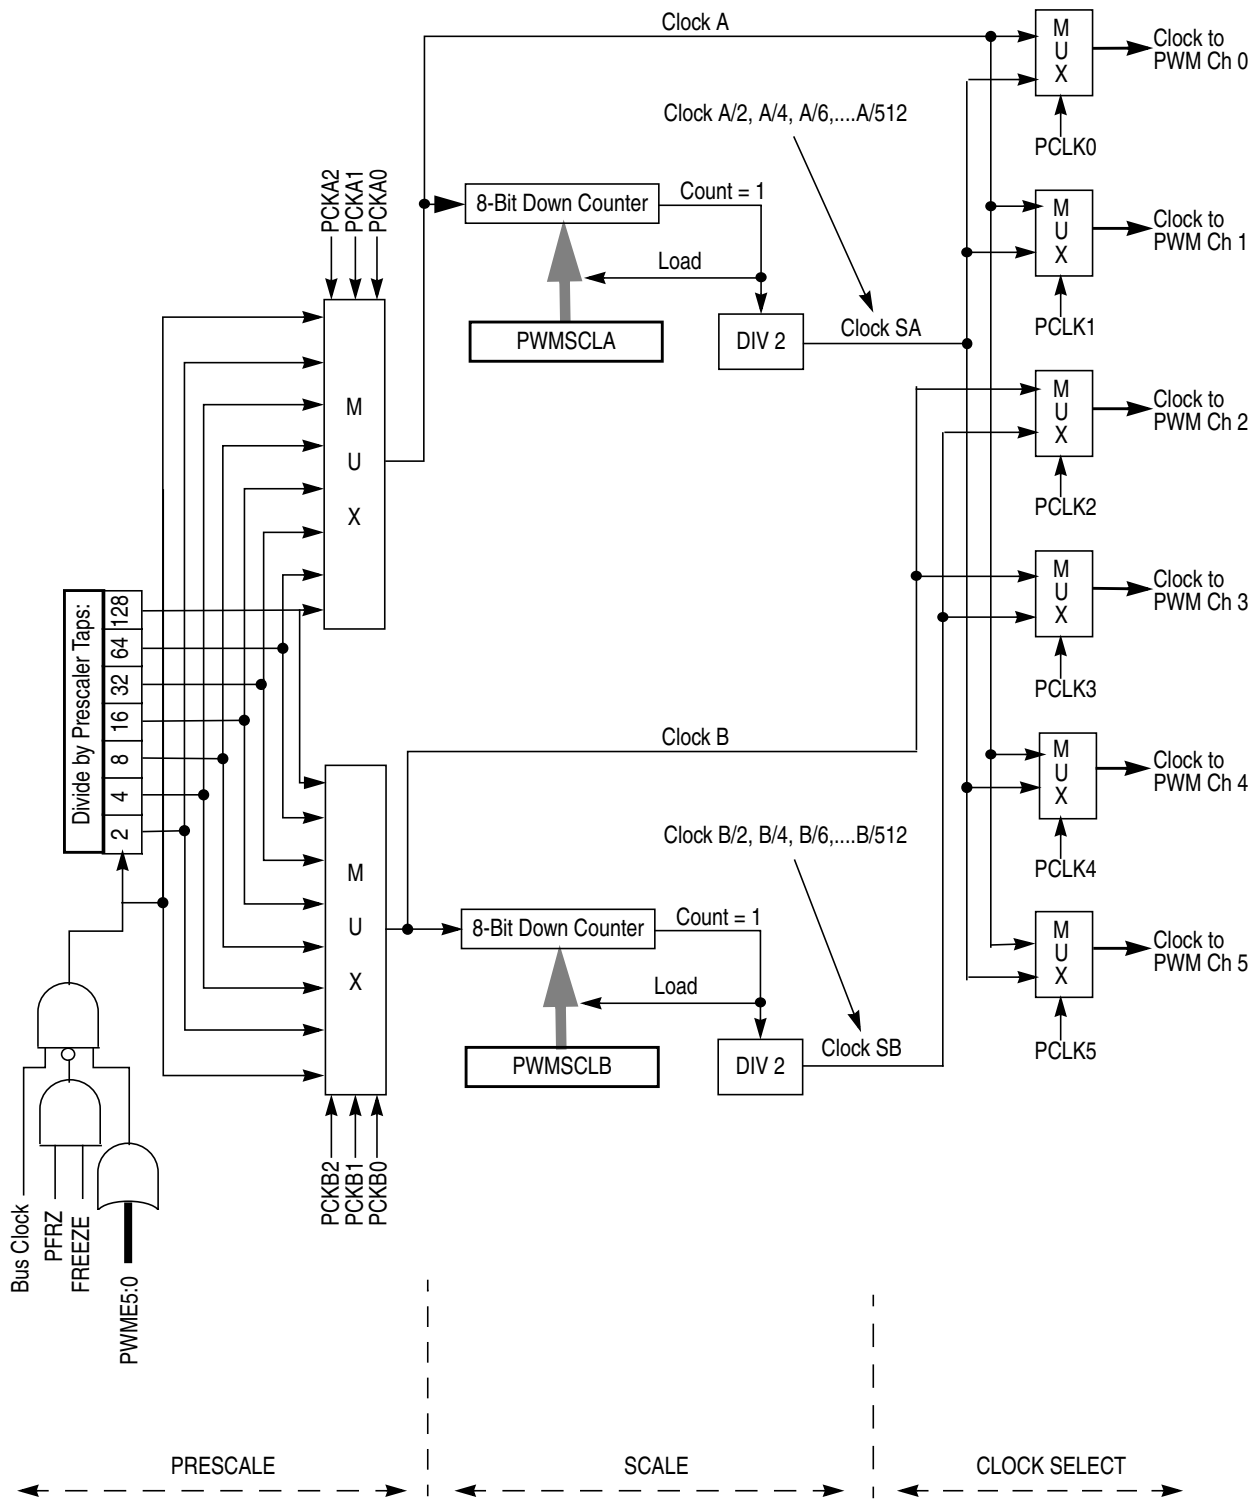 Clock A
M
U
X
Clock to
PWM Ch 0
PCLK0
Clock A/2, A/4, A/6,....A/512
PCKA2
PCKA1
PCKA0
8-Bit Down Counter
Count = 1
Load
PWMSCLA
DIV 2
Clock SA
M
U
X
Clock to
PWM Ch 1
PCLK1
M
U
X
M
U
X
Clock to
PWM Ch 2
PCLK2
M
U
X
Clock to
PWM Ch 3
PCLK3
Divide by Prescaler Taps:
128
64
32
16
8
4
2
Clock B
M
U
X
Clock to
PWM Ch 4
PCLK4
Clock B/2, B/4, B/6,....B/512
M
U
X
8-Bit Down Counter
Count = 1
Load
PWMSCLB
DIV 2
Clock SB
M
U
X
Clock to
PWM Ch 5
PCLK5
PCKB2
PCKB1
PCKB0
Bus Clock
PFRZ
FREEZE
PWME5:0
PRESCALE
SCALE
CLOCK SELECT